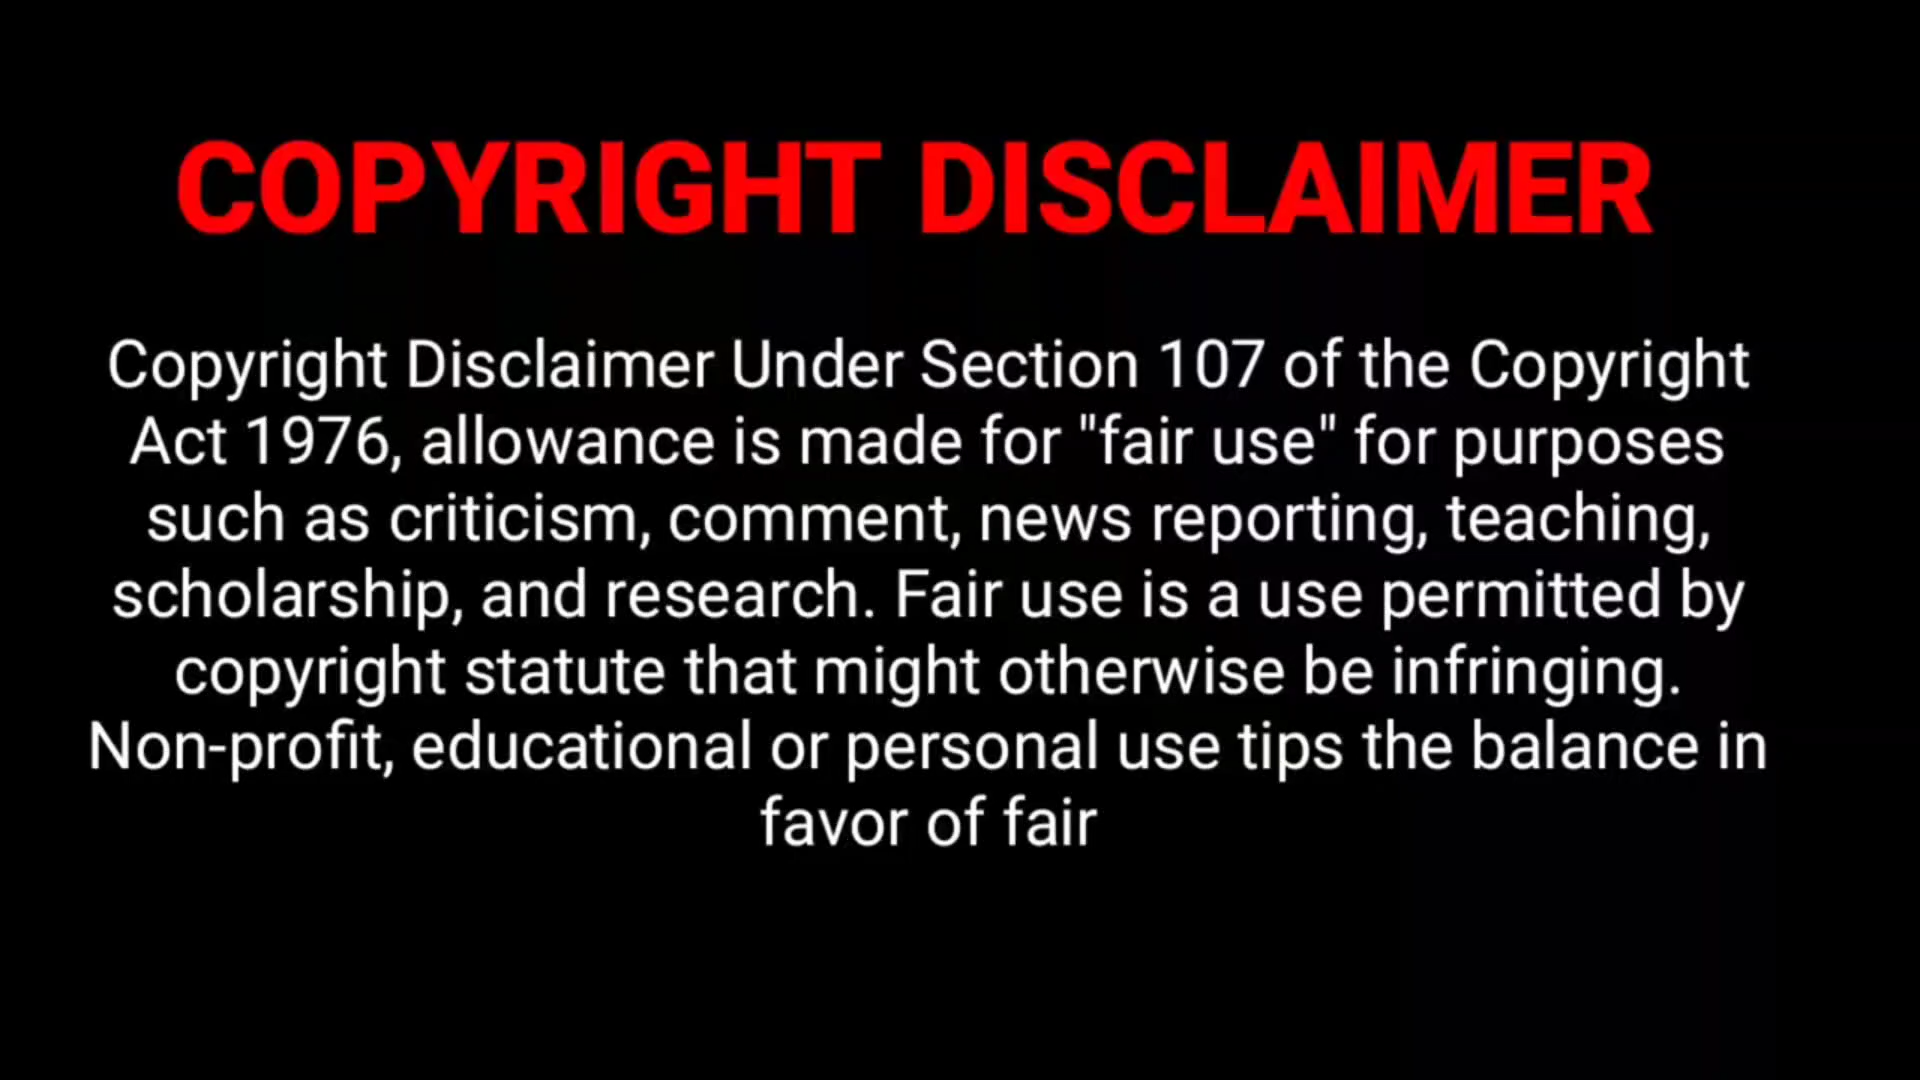 COPYRIGHT DISCLAIMER
Copyright Disclaimer Under Section 107 of the Copyright
Act 1976, allowance is made for "fair use" for purposes
such as criticism, comment, news reporting, teaching,
scholarship, and research. Fair use is a use permitted by
copyright statute that might otherwise be infringing.
Non-profit, educational or personal use tips the balance in
favor of fair